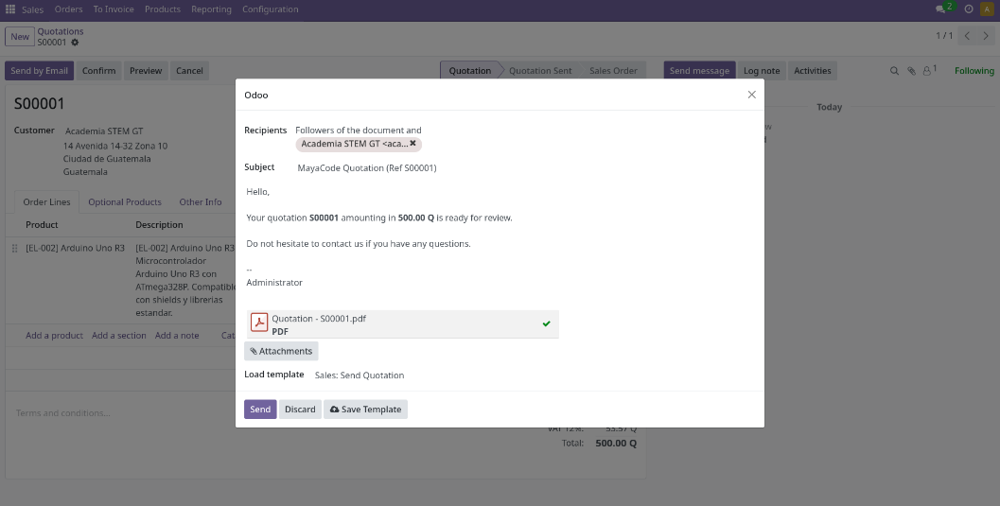 Sales Orders To Invoice Products Reporting Configuration 2 A
New Quotations 1 / 1
S00001
Send by Email Confirm Preview Cancel Quotation Quotation Sent Sales Order Send message Log note Activities 1 Following
S00001
Today
Customer Academia STEM GT
14 Avenida 14-32 Zona 10
Ciudad de Guatemala
Guatemala
Order Lines Optional Products Other Info
Product Description
[EL-002] Arduino Uno R3 [EL-002] Arduino Uno R3
Microcontrolador
Arduino Uno R3 con
ATmega328P. Compatible
con shields y librerias
estandar.
Add a product Add a section Add a note
Terms and conditions...
VAT 12%: 53.57 Q
Total: 500.00 Q
Odoo
Recipients Followers of the document and
Academia STEM GT <aca...
Subject MayaCode Quotation (Ref S00001)
Hello,
Your quotation S00001 amounting in 500.00 Q is ready for review.
Do not hesitate to contact us if you have any questions.
--
Administrator
Quotation - S00001.pdf
PDF
Attachments
Load template Sales: Send Quotation
Send Discard Save Template